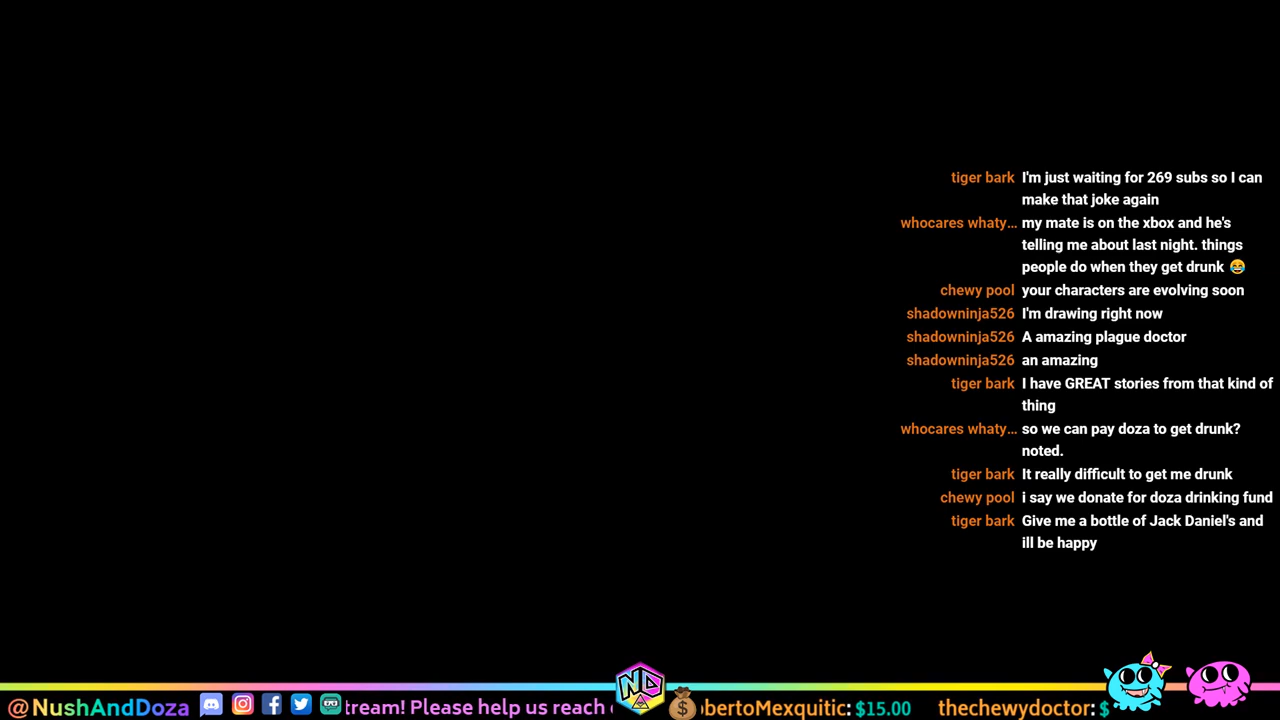 tiger bark I'm just waiting for 269 subs so I can
make that joke again
whocares whaty… my mate is on the xbox and he's
telling me about last night. things
people do when they get drunk 😂
chewy pool your characters are evolving soon
shadowninja526 I'm drawing right now
shadowninja526 A amazing plague doctor
shadowninja526 an amazing
tiger bark I have GREAT stories from that kind of
thing
whocares whaty… so we can pay doza to get drunk?
noted.
tiger bark It really difficult to get me drunk
chewy pool i say we donate for doza drinking fund
tiger bark Give me a bottle of Jack Daniel's and
ill be happy
@NushAndDoza tream! Please help us reach ND obertoMexquitic: $15.00 thechewydoctor: $